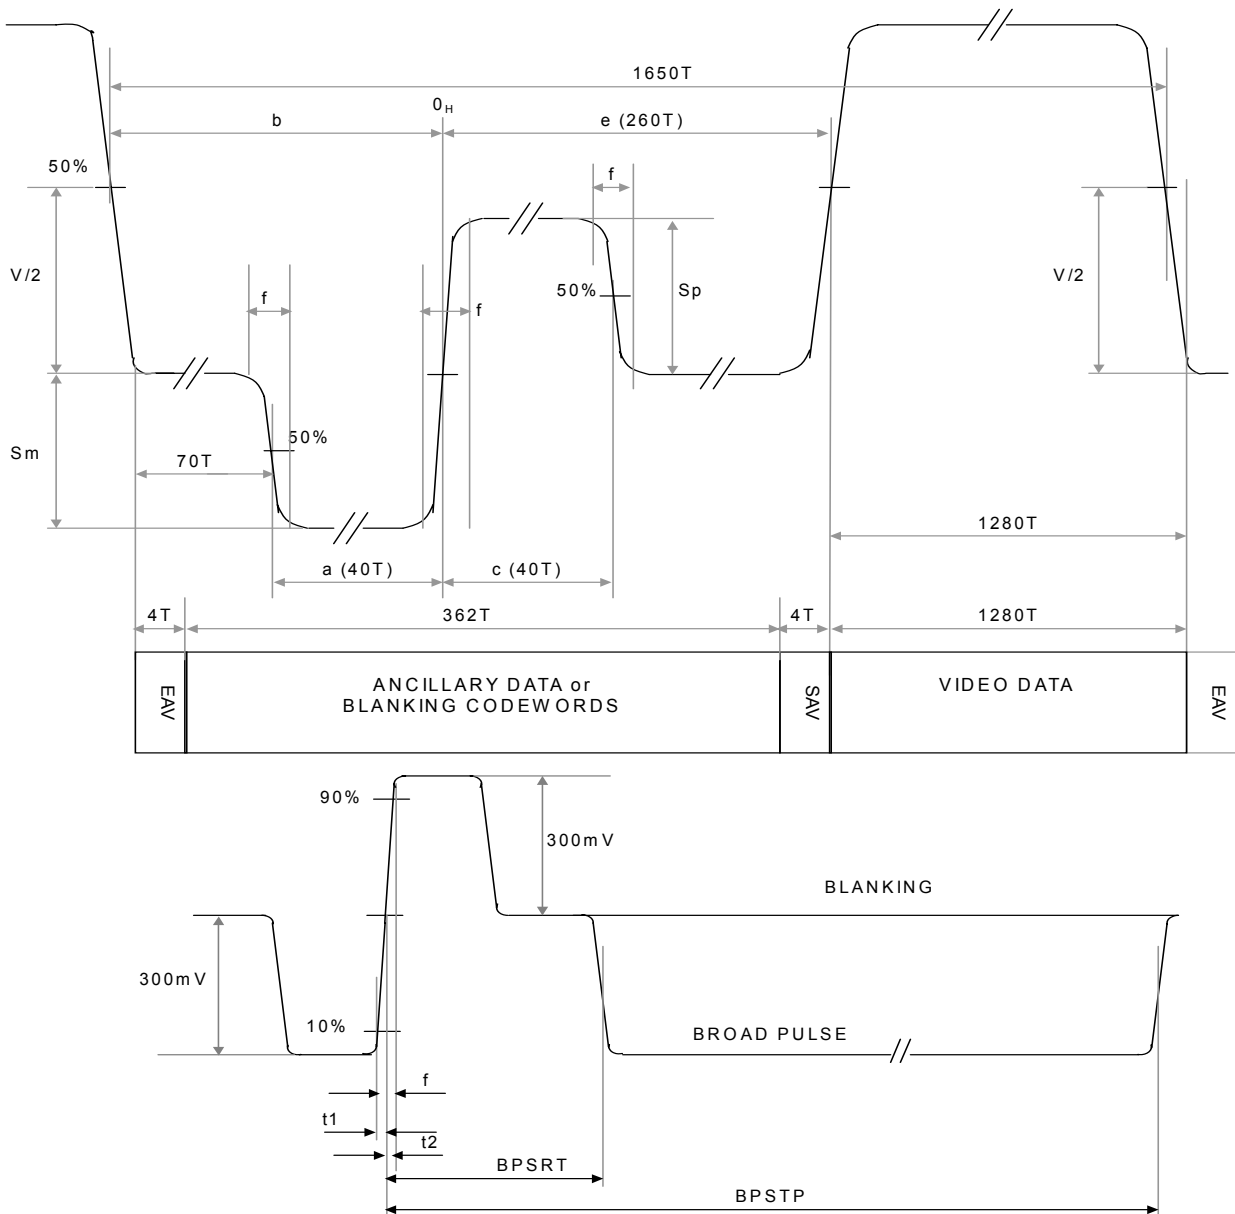 1650T
0H
b
e (260T)
50%
f
V/2
f
f
50%
Sp
V/2
50%
Sm
70T
1280T
a (40T)
c (40T)
4T
362T
4T
1280T
EAV
ANCILLARY DATA or
BLANKING CODEWORDS
SAV
VIDEO DATA
EAV
90%
300mV
BLANKING
300mV
10%
BROAD PULSE
f
t1
t2
BPSRT
BPSTP